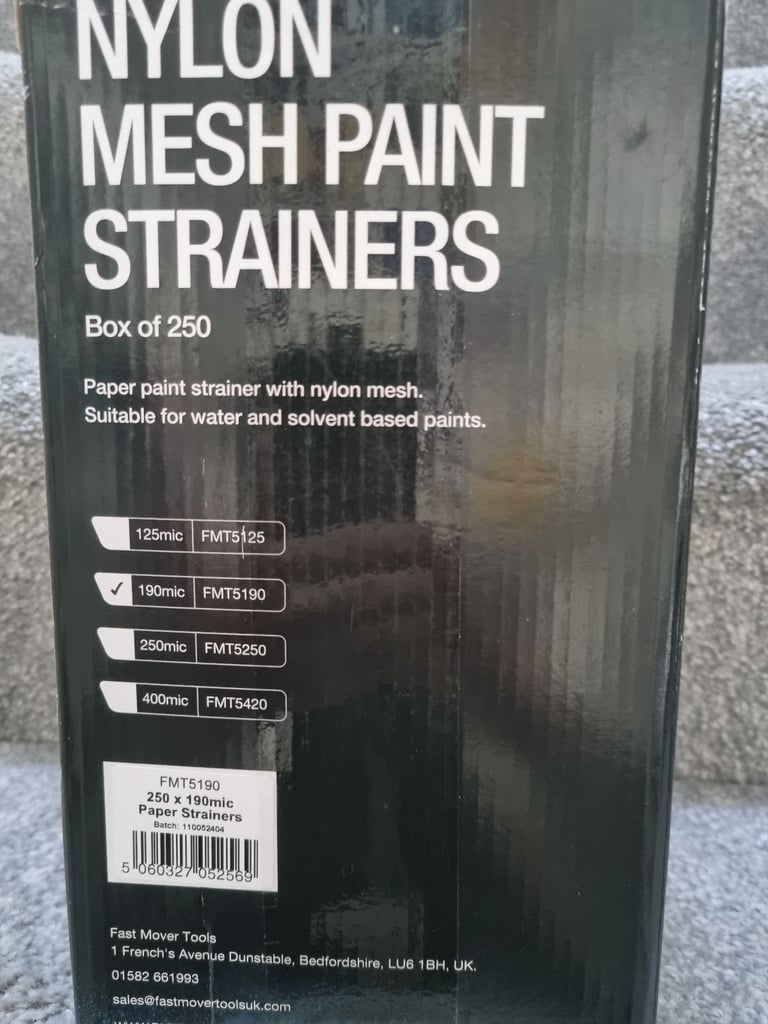 NYLON
MESH PAINT
STRAINERS
Box of 250
Paper paint strainer with nylon mesh.
Suitable for water and solvent based paints.
125mic FMT5125
✓ 190mic FMT5190
250mic FMT5250
400mic FMT5420
FMT5190
250 x 190mic
Paper Strainers
Batch: 110052404
5 060327 052569
Fast Mover Tools
1 French's Avenue Dunstable, Bedfordshire, LU6 1BH, UK.
01582 661993
sales@fastmovertoolsuk.com